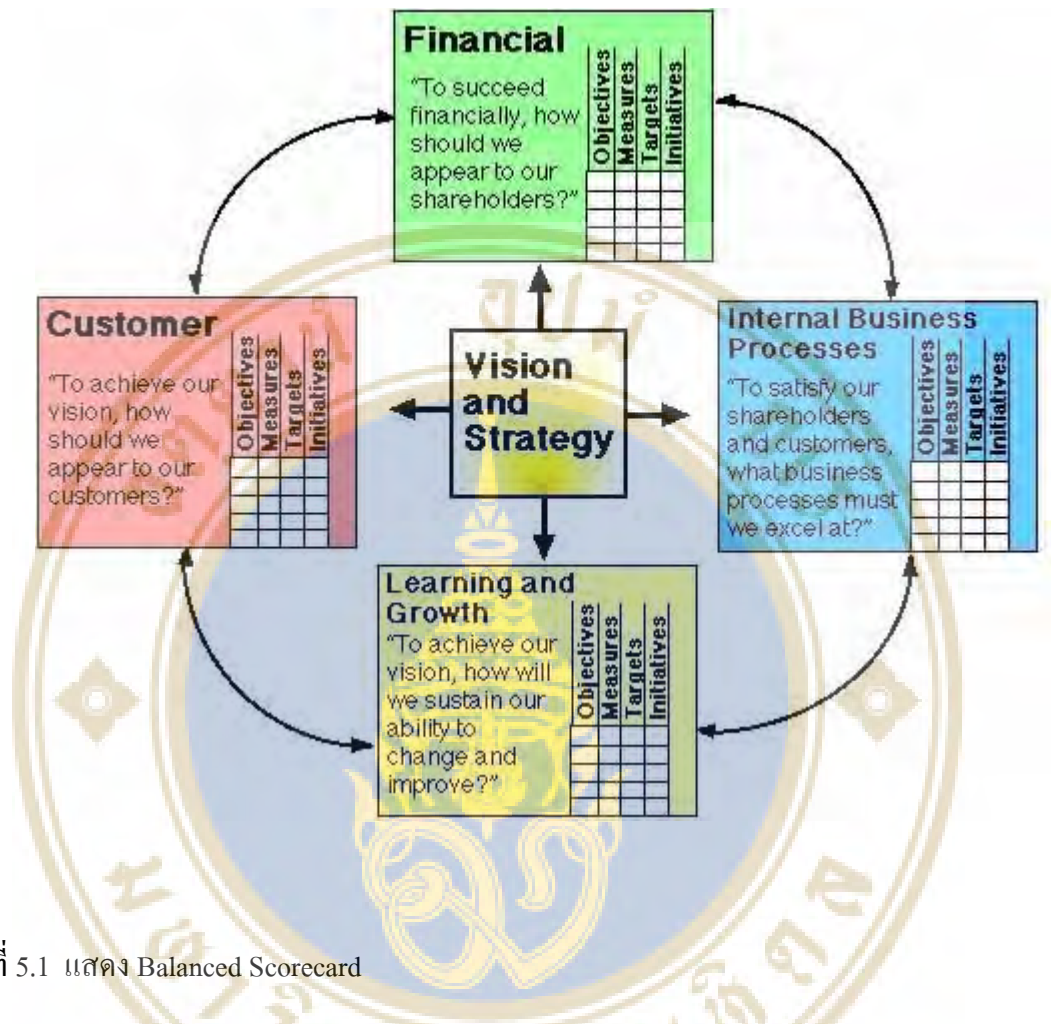 Financial
"To succeed
financially, how
should we
appear to our
shareholders?"
Objectives
Measures
Targets
Initiatives
Customer
"To achieve our
vision, how
should we
appear to our
customers?"
Objectives
Measures
Targets
Initiatives
Vision
and
Strategy
Internal Business
Processes
"To satisfy our
shareholders
and customers,
what business
processes must
we excel at?"
Objectives
Measures
Targets
Initiatives
Learning and
Growth
"To achieve our
vision, how will
we sustain our
ability to
change and
improve?"
Objectives
Measures
Targets
Initiatives
ที่ 5.1 แสดง Balanced Scorecard